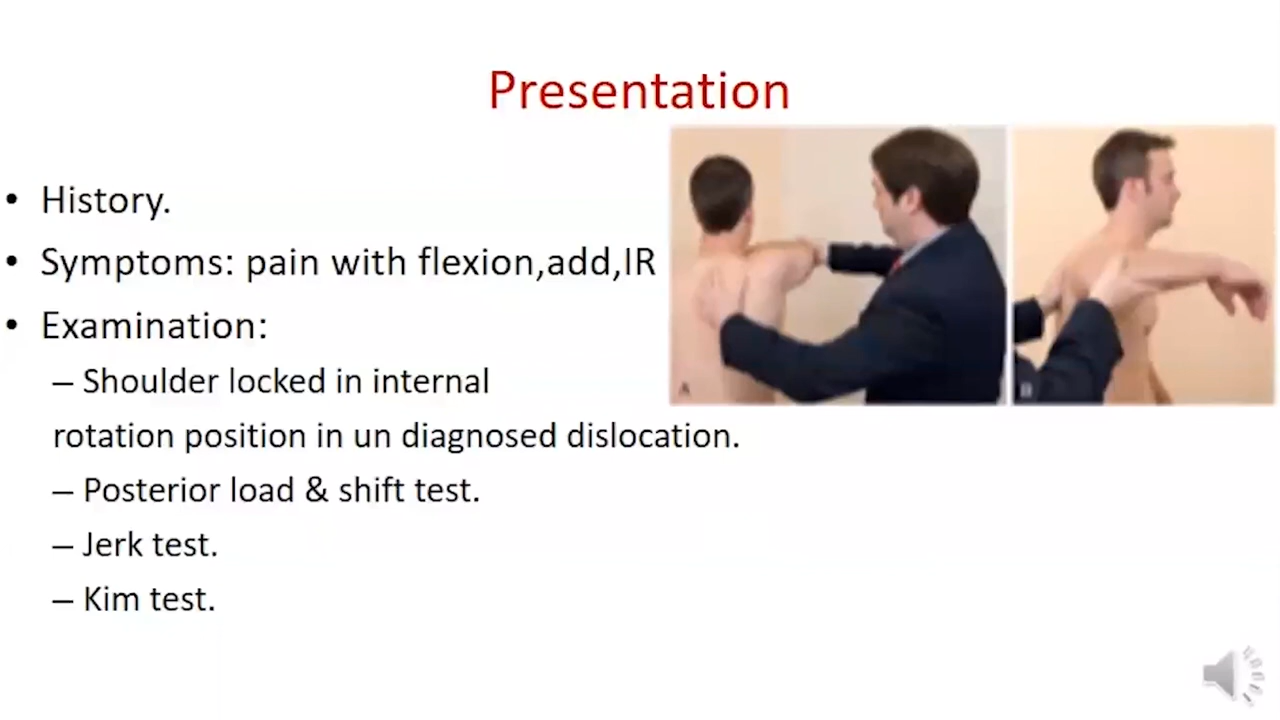 Presentation
• History.
• Symptoms: pain with flexion,add,IR
• Examination:
– Shoulder locked in internal
rotation position in un diagnosed dislocation.
– Posterior load & shift test.
– Jerk test.
– Kim test.
A
B